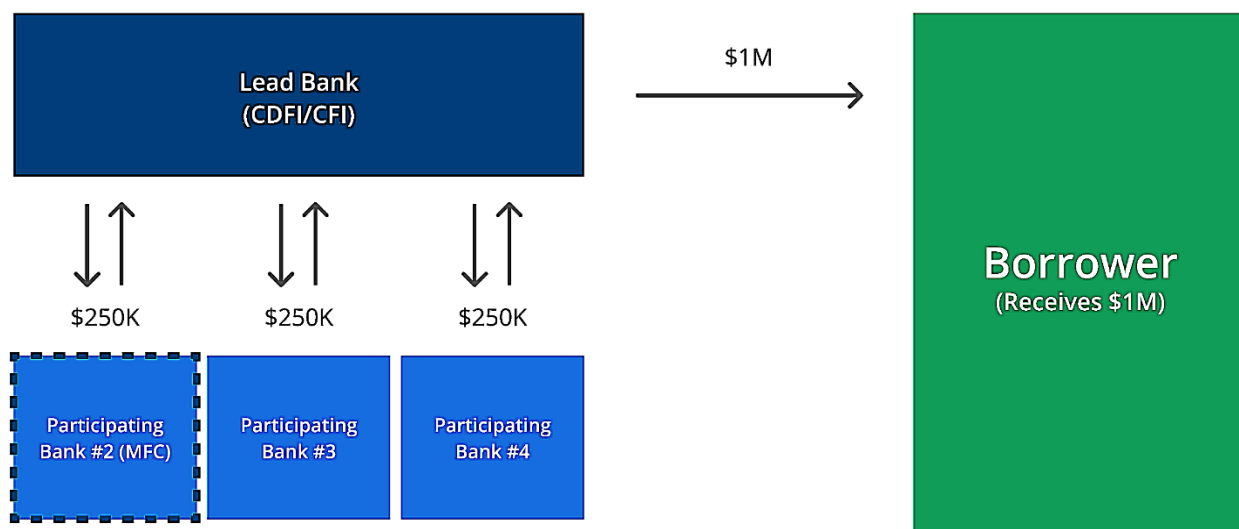 Lead Bank
(CDFI/CFI)
$1M
Borrower
(Receives $1M)
$250K
$250K
$250K
Participating
Bank #2 (MFC)
Participating
Bank #3
Participating
Bank #4